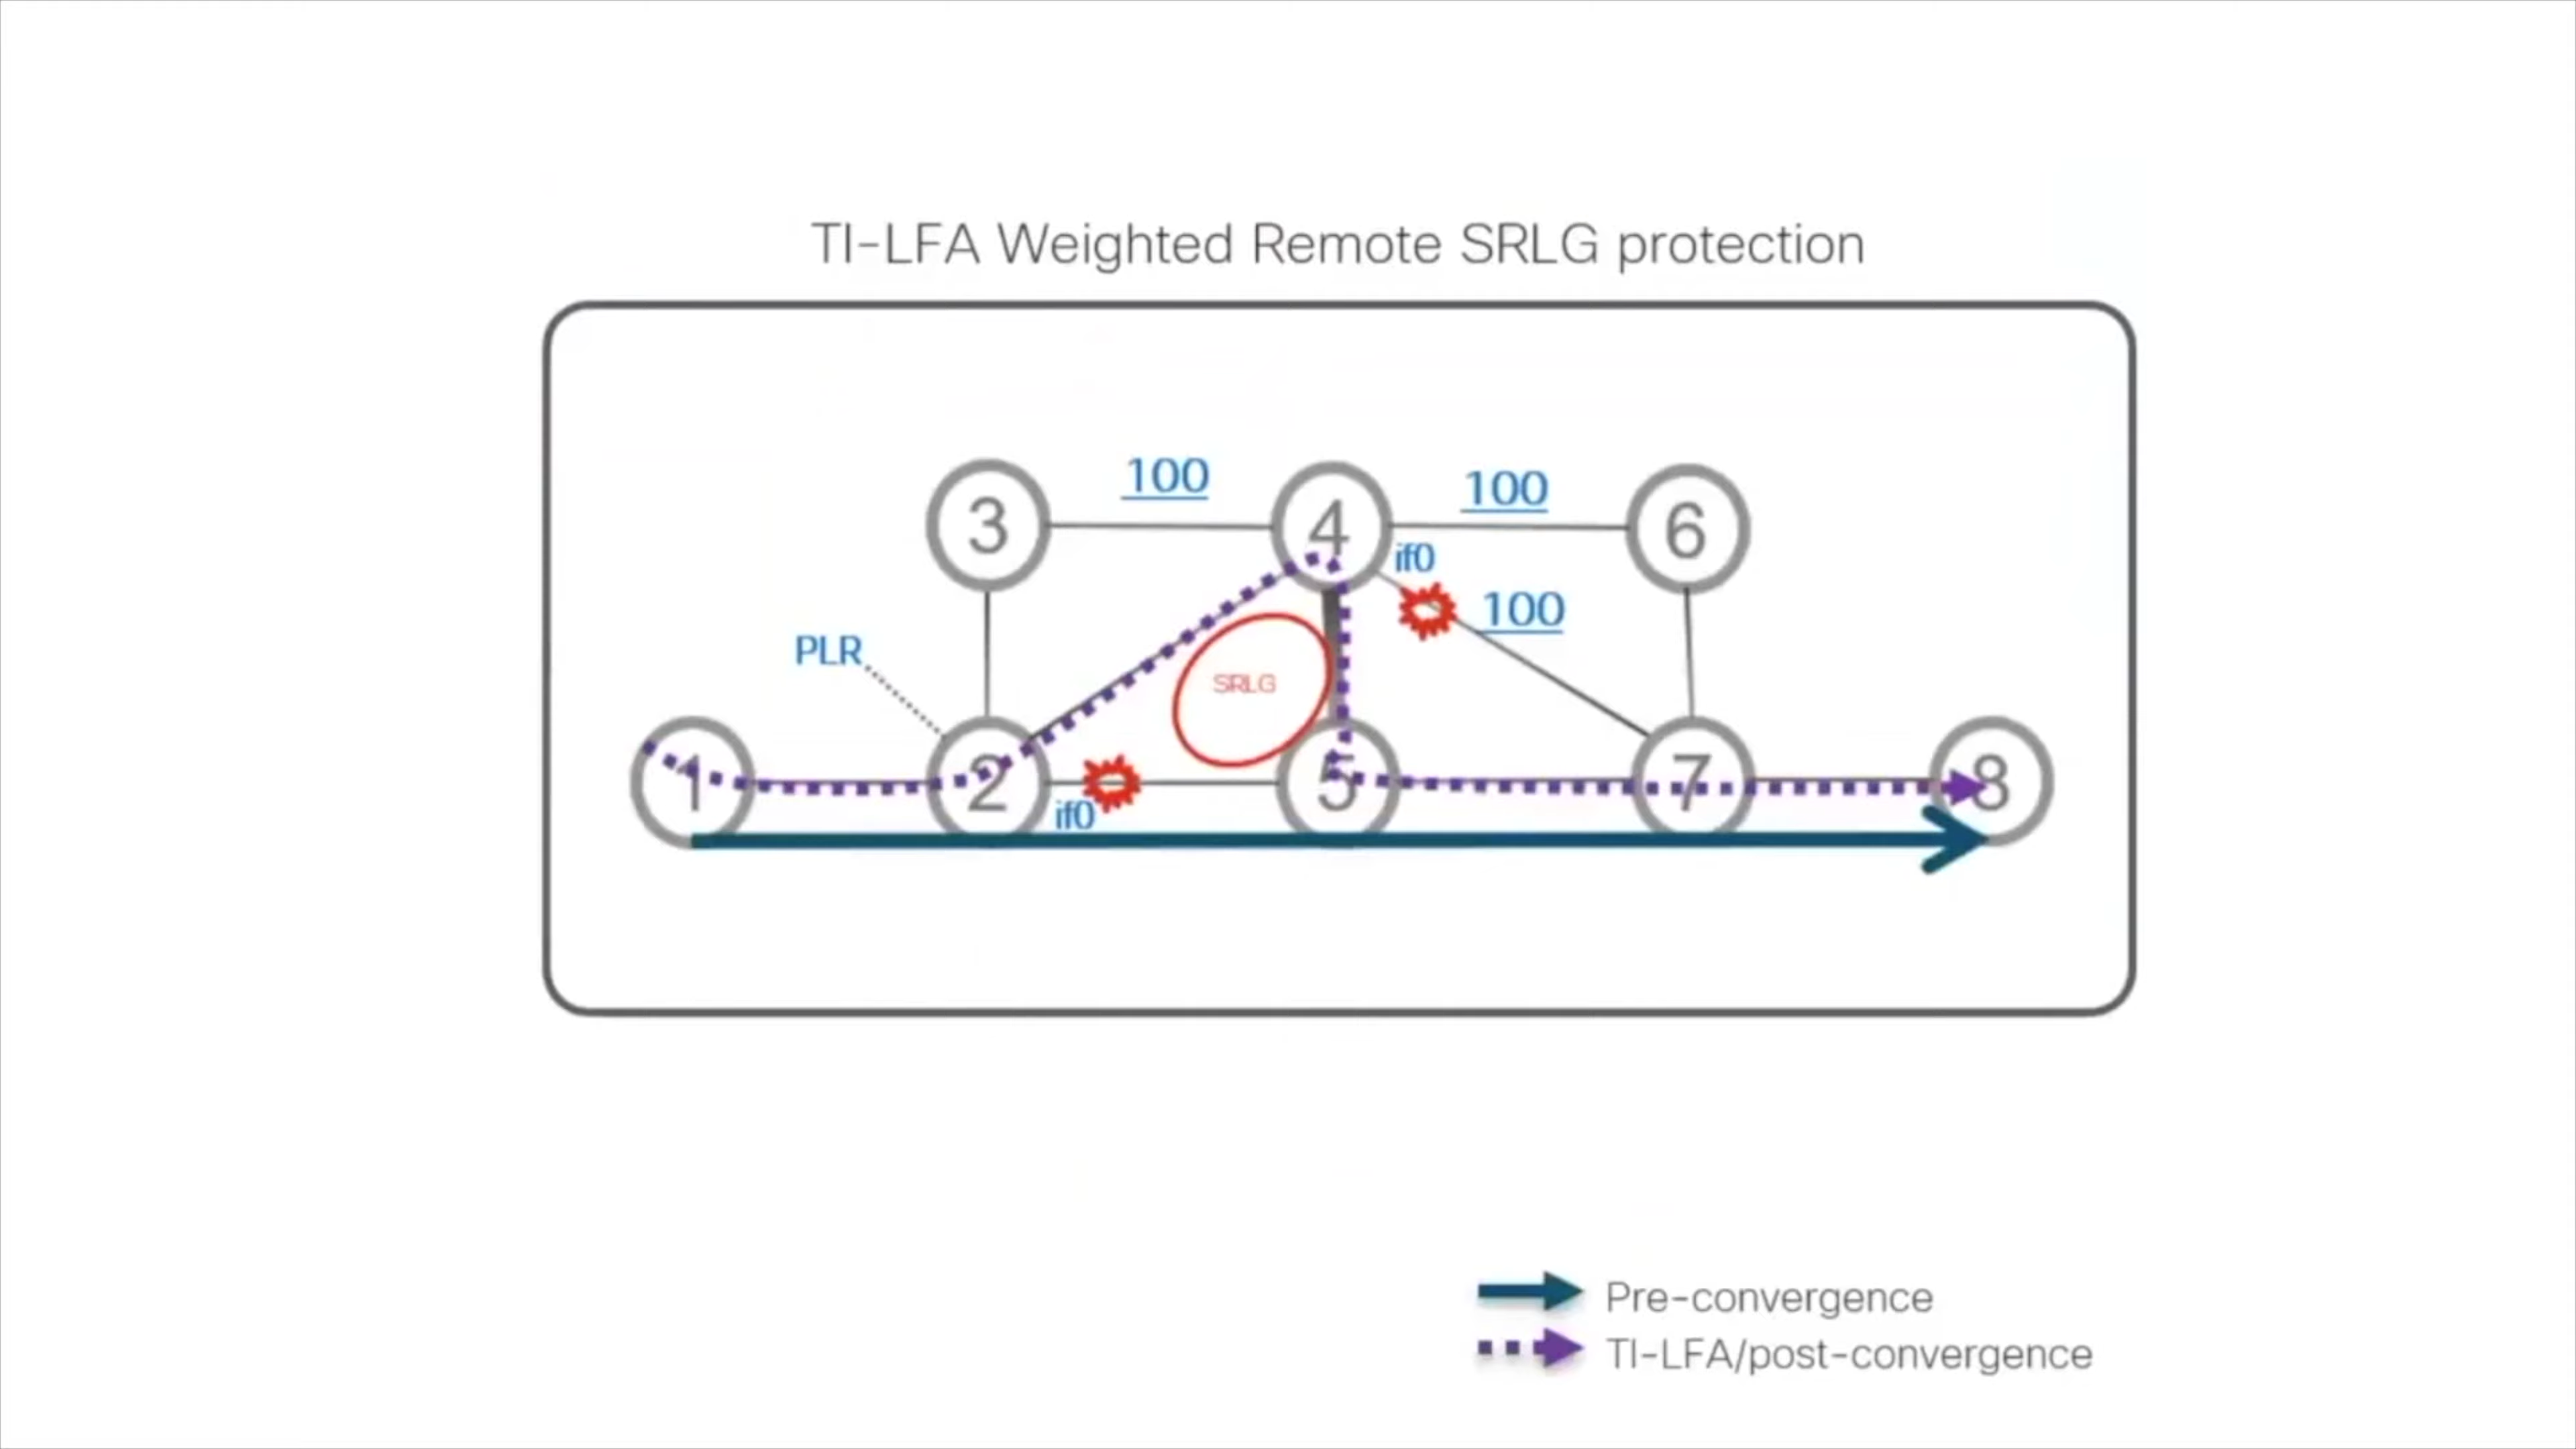 TI-LFA Weighted Remote SRLG protection
100
100
3
4
6
if0
100
PLR
SRLG
1
2
5
7
8
if0
Pre-convergence
TI-LFA/post-convergence